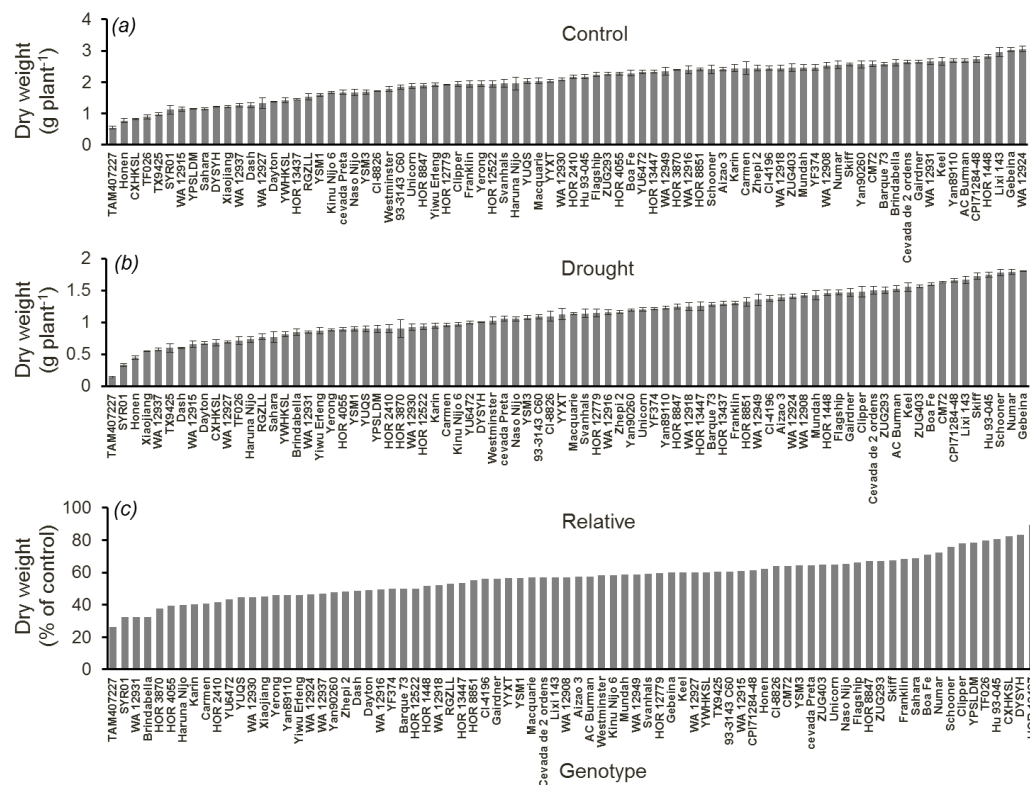 (a)
Control
Dry weight
(g plant⁻¹)
4
3
2
1
0
TAM407227 Honen CXHKSL TF026 TX9425 SYR01 WA 12915 YPSLDM Sahara DYSYH Xiaojiang WA 12937 Dash WA 12927 Dayton YWHKSL HOR 13437 RGZLL YSM1 Kinu Nijo 6 cevada Preta Naso Nijo YSM3 CI-8826 Westminster 93-3143 C60 Unicorn HOR 8847 Yiwu Erleng HOR 12779 Clipper Franklin Yerong HOR 12522 Svanhals Haruna Nijo YUQS Macquarie YYXT WA 12930 HOR 2410 Hu 93-045 Flagship ZUG293 HOR 4055 Boa Fe YU6472 HOR 13447 WA 12949 HOR 3870 WA 12916 HOR 8851 Schooner Aizao 3 Karin Carmen Zhepi 2 CI-4196 WA 12918 ZUG403 Mundah YF374 WA 12908 Numar Skiff Yan90260 CM72 Barque 73 Brindabella Cevada de 2 ordens Gairdner WA 12931 Keel Yan89110 AC Burman CPI71284-48 HOR 1448 Lixi 143 Gebeina WA 12924
(b)
Drought
Dry weight
(g plant⁻¹)
2
1.5
1
0.5
0
TAM407227 SYR01 Honen Xiaojiang WA 12937 TX9425 Dash WA 12915 Dayton CXHKSL WA 12927 TF026 Haruna Nijo RGZLL Sahara YWHKSL Brindabella WA 12931 Yiwu Erleng Yerong HOR 4055 YSM1 YUQS YPSLDM HOR 2410 HOR 3870 WA 12930 HOR 12522 Karin Carmen Kinu Nijo 6 YU6472 DYSYH Westminster cevada Preta Naso Nijo YSM3 93-3143 C60 CI-8826 YYXT Macquarie Svanhals HOR 12779 WA 12916 Zhepi 2 Yan90260 Unicorn YF374 Yan89110 HOR 8847 WA 12918 HOR 13447 Barque 73 HOR 13437 Franklin HOR 8851 WA 12949 CI-4196 Aizao 3 WA 12924 WA 12908 Mundah HOR 1448 Flagship Gairdner Clipper Cevada de 2 ordens ZUG293 AC Burman Keel ZUG403 Boa Fe CM72 CPI71284-48 Lixi 143 Skiff Hu 93-045 Schooner Numar Gebeina
(c)
Relative
Dry weight
(% of control)
100
80
60
40
20
0
TAM407227 SYR01 WA 12931 Brindabella HOR 3870 HOR 4055 Haruna Nijo Karin Carmen HOR 2410 YU6472 YUQS WA 12930 Xiaojiang Yerong Yan89110 Yiwu Erleng WA 12924 WA 12937 Yan90260 Zhepi 2 Dash Dayton WA 12916 YF374 Barque 73 HOR 12522 HOR 1448 WA 12918 RGZLL HOR 13447 HOR 8851 CI-4196 Gairdner YYXT YSM1 Macquarie Cevada de 2 ordens Lixi 143 WA 12908 Aizao 3 AC Burman Westminster Kinu Nijo 6 Mundah WA 12949 Svanhals HOR 12779 Gebeina Keel WA 12927 YWHKSL TX9425 93-3143 C60 WA 12915 CPI71284-48 Honen CI-8826 CM72 YSM3 cevada Preta ZUG403 Unicorn Naso Nijo Flagship HOR 8847 ZUG293 Skiff Franklin Sahara Boa Fe Numar Schooner Clipper YPSLDM TF026 Hu 93-045 CXHKSL DYSYH
Genotype